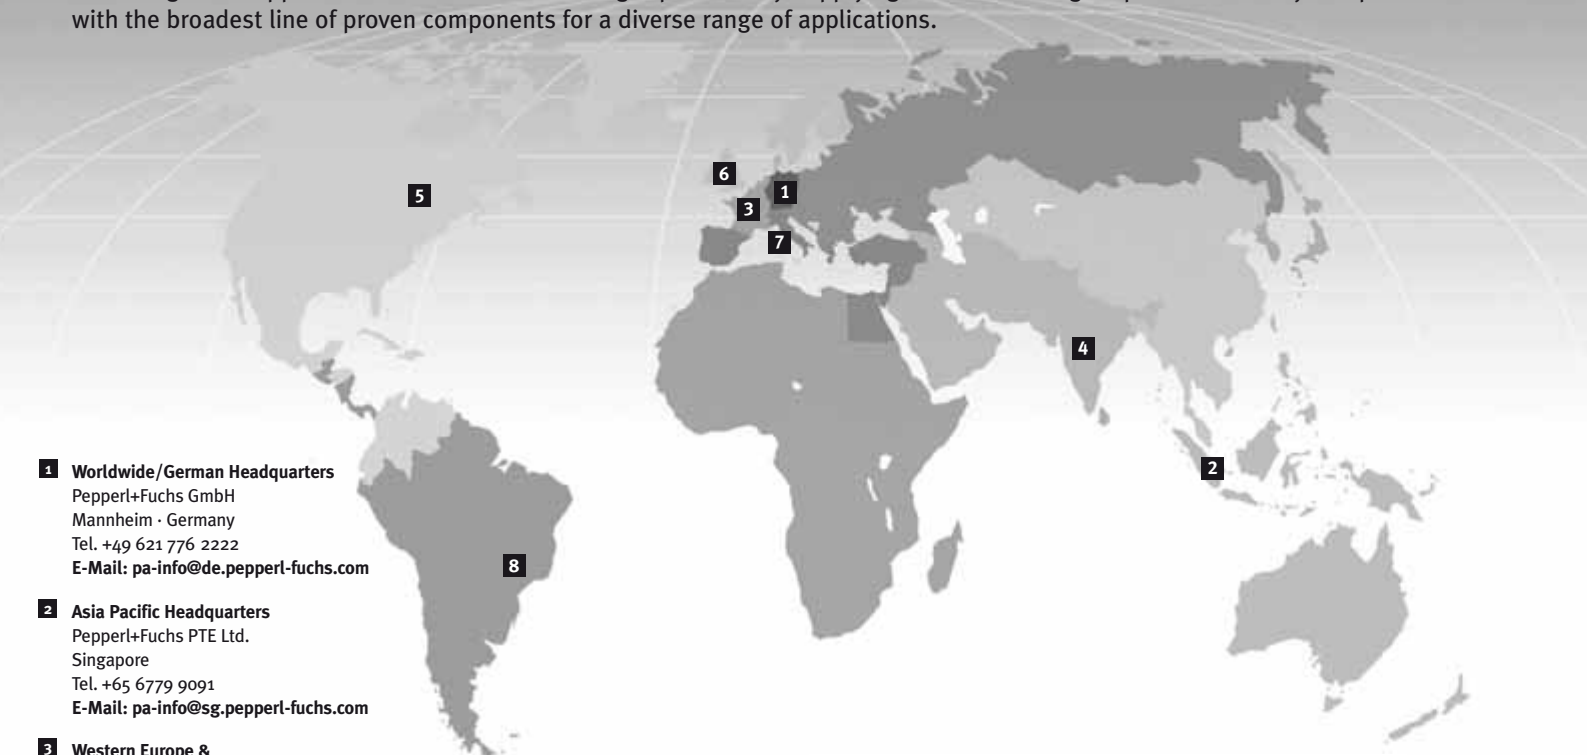 with the broadest line of proven components for a diverse range of applications.
6
5
1
3
7
4
2
8
1 Worldwide/German Headquarters
Pepperl+Fuchs GmbH
Mannheim · Germany
Tel. +49 621 776 2222
E-Mail: pa-info@de.pepperl-fuchs.com
2 Asia Pacific Headquarters
Pepperl+Fuchs PTE Ltd.
Singapore
Tel. +65 6779 9091
E-Mail: pa-info@sg.pepperl-fuchs.com
3 Western Europe &